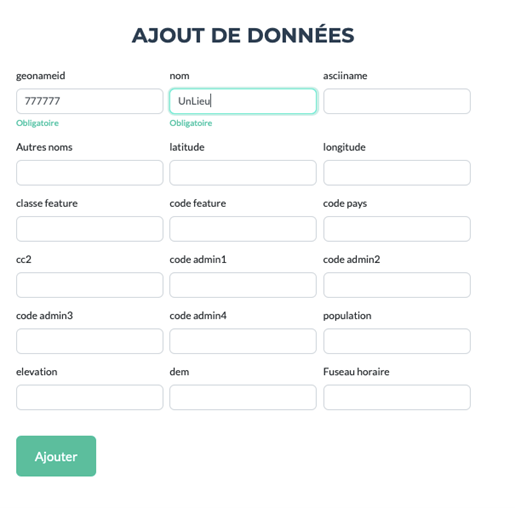 AJOUT DE DONNÉES
geonameid nom asciiname
777777 UnLieu
Obligatoire Obligatoire
Autres noms latitude longitude
classe feature code feature code pays
cc2 code admin1 code admin2
code admin3 code admin4 population
elevation dem Fuseau horaire
Ajouter